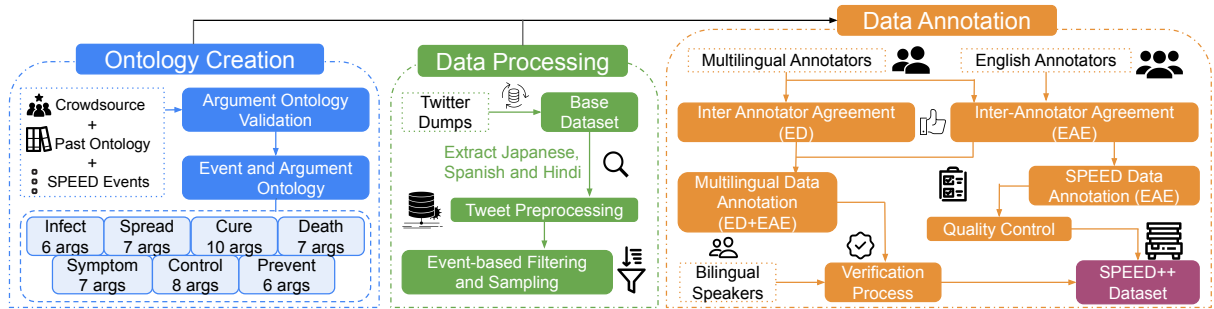 Ontology Creation
Crowdsource
+
Past Ontology
+
SPEED Events
Argument Ontology
Validation
Event and Argument
Ontology
Infect
6 args
Spread
7 args
Cure
10 args
Death
7 args
Symptom
7 args
Control
8 args
Prevent
6 args
Data Processing
Twitter
Dumps
Base
Dataset
Extract Japanese,
Spanish and Hindi
Tweet Preprocessing
Event-based Filtering
and Sampling
Data Annotation
Multilingual Annotators
English Annotators
Inter Annotator Agreement
(ED)
Inter-Annotator Agreement
(EAE)
Multilingual Data
Annotation
(ED+EAE)
SPEED Data
Annotation (EAE)
Quality Control
Bilingual
Speakers
Verification
Process
SPEED++
Dataset